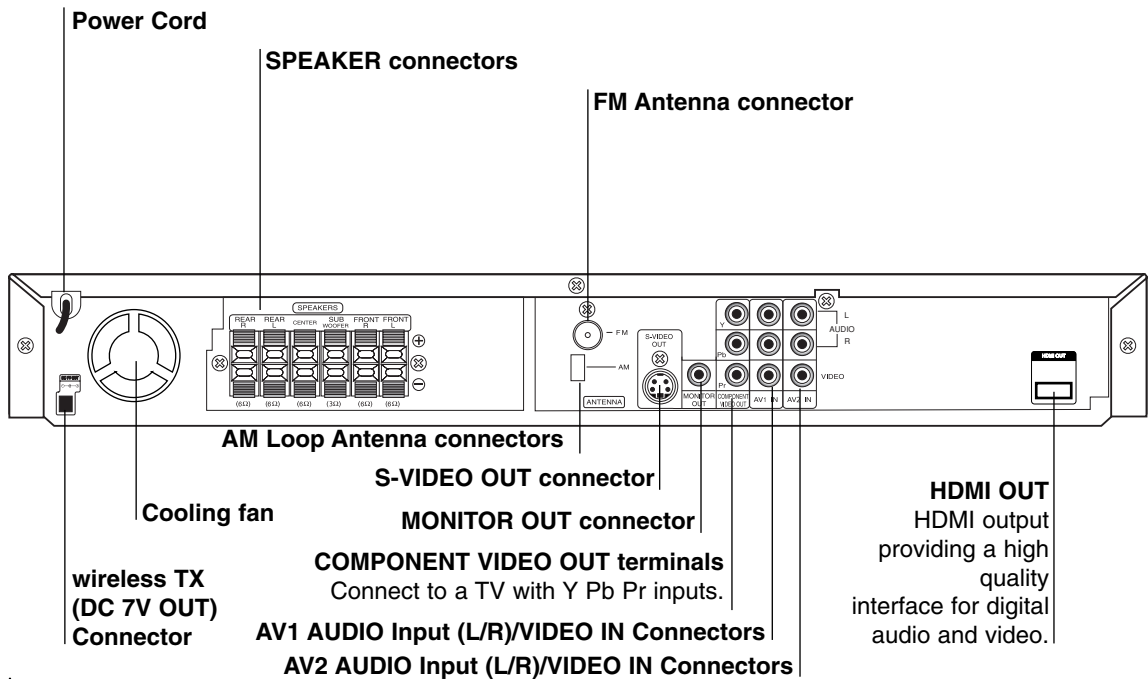 Power Cord
SPEAKER connectors
FM Antenna connector
SPEAKERS
REAR R
REAR L
CENTER
SUB WOOFER
FRONT R
FRONT L
(6Ω)
(6Ω)
(6Ω)
(3Ω)
(6Ω)
(6Ω)
FM
AM
ANTENNA
S-VIDEO OUT
MONITOR OUT
Y
Pb
Pr
COMPONENT VIDEO OUT
AV1 IN
AV2 IN
L
AUDIO
R
VIDEO
HDMI OUT
AM Loop Antenna connectors
S-VIDEO OUT connector
Cooling fan
MONITOR OUT connector
COMPONENT VIDEO OUT terminals
Connect to a TV with Y Pb Pr inputs.
wireless TX
(DC 7V OUT)
Connector
AV1 AUDIO Input (L/R)/VIDEO IN Connectors
AV2 AUDIO Input (L/R)/VIDEO IN Connectors
HDMI OUT
HDMI output
providing a high
quality
interface for digital
audio and video.